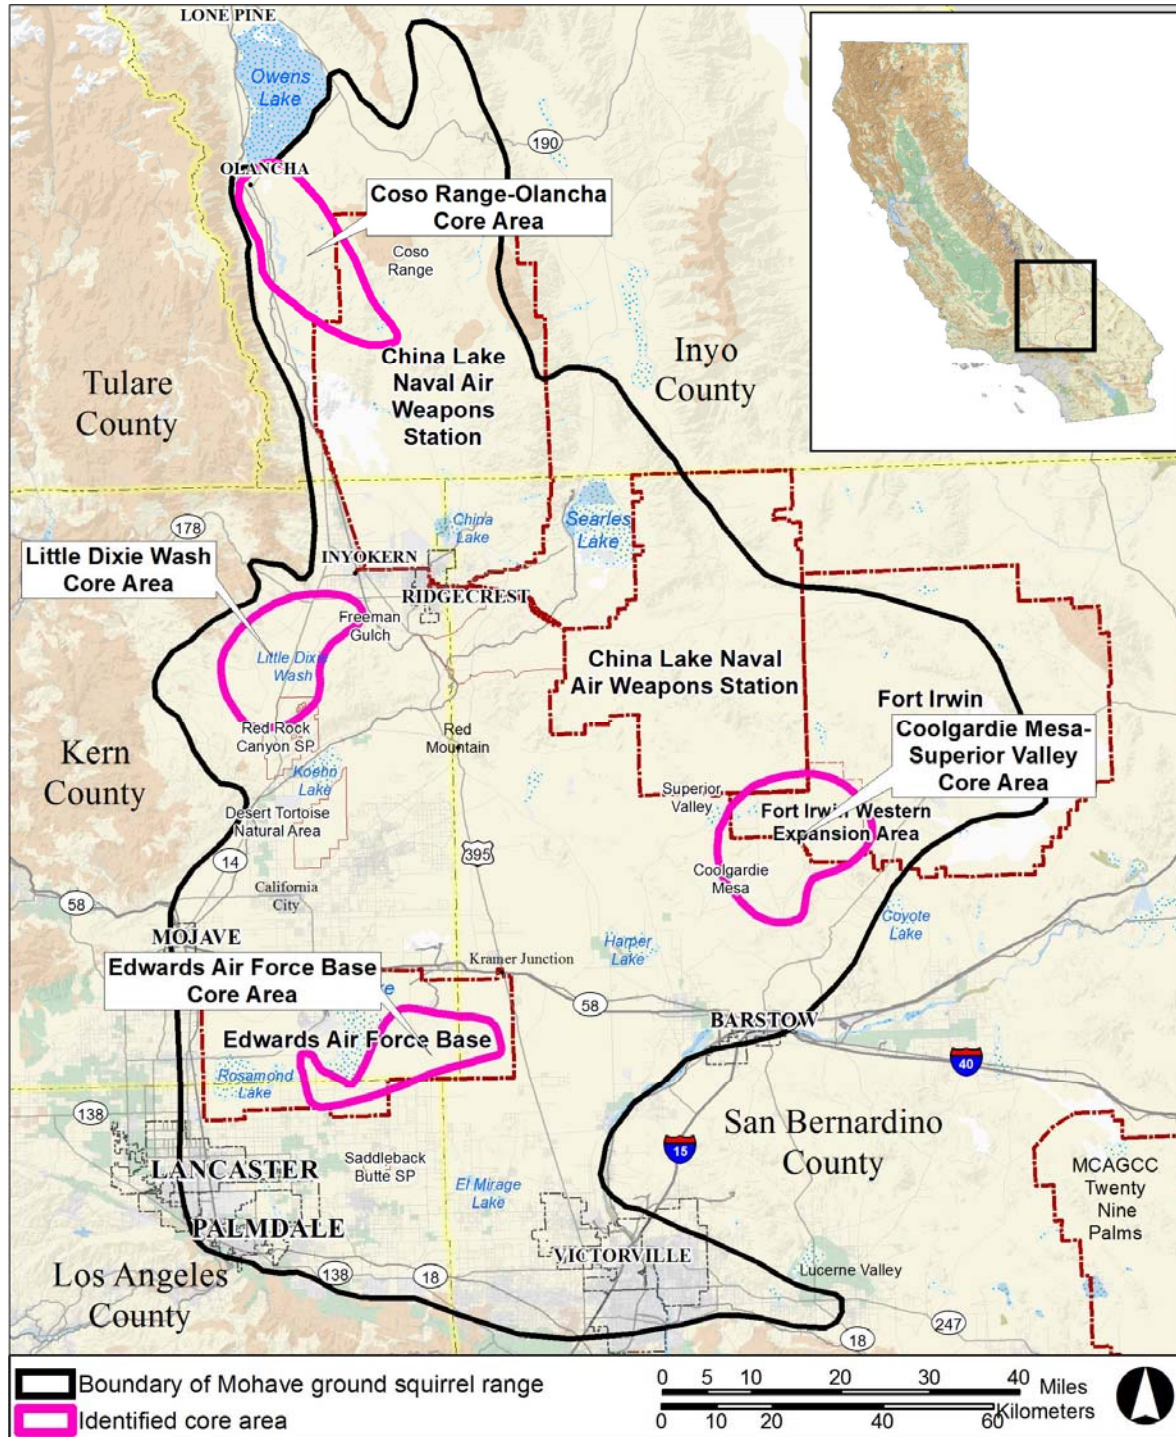 LONE PINE
Owens
Lake
190
OLANCHA
Coso Range-Olancha
Core Area
Coso
Range
China Lake
Naval Air
Weapons
Station
Inyo
County
Tulare
County
178
China
Lake
Searles
Lake
Little Dixie Wash
Core Area
INYOKERN
RIDGECREST
Freeman
Gulch
Little Dixie
Wash
China Lake Naval
Air Weapons Station
Fort Irwin
Coolgardie Mesa-
Superior Valley
Core Area
Red Rock
Canyon SP
Red
Mountain
Kern
County
Koehn
Lake
Superior
Valley
Fort Irwin Western
Expansion Area
Desert Tortoise
Natural Area
14
395
Coolgardie
Mesa
California
City
58
Coyote
Lake
MOJAVE
Harper
Lake
Kramer Junction
Edwards Air Force Base
Core Area
58
BARSTOW
Edwards Air Force Base
40
Rosamond
Lake
138
San Bernardino
County
15
LANCASTER
Saddleback
Butte SP
El Mirage
Lake
MCAGCC
Twenty
Nine
Palms
PALMDALE
VICTORVILLE
Los Angeles
County
138
18
Lucerne Valley
247
18
Boundary of Mohave ground squirrel range
Identified core area
0 5 10 20 30 40 Miles
0 10 20 40 60 Kilometers